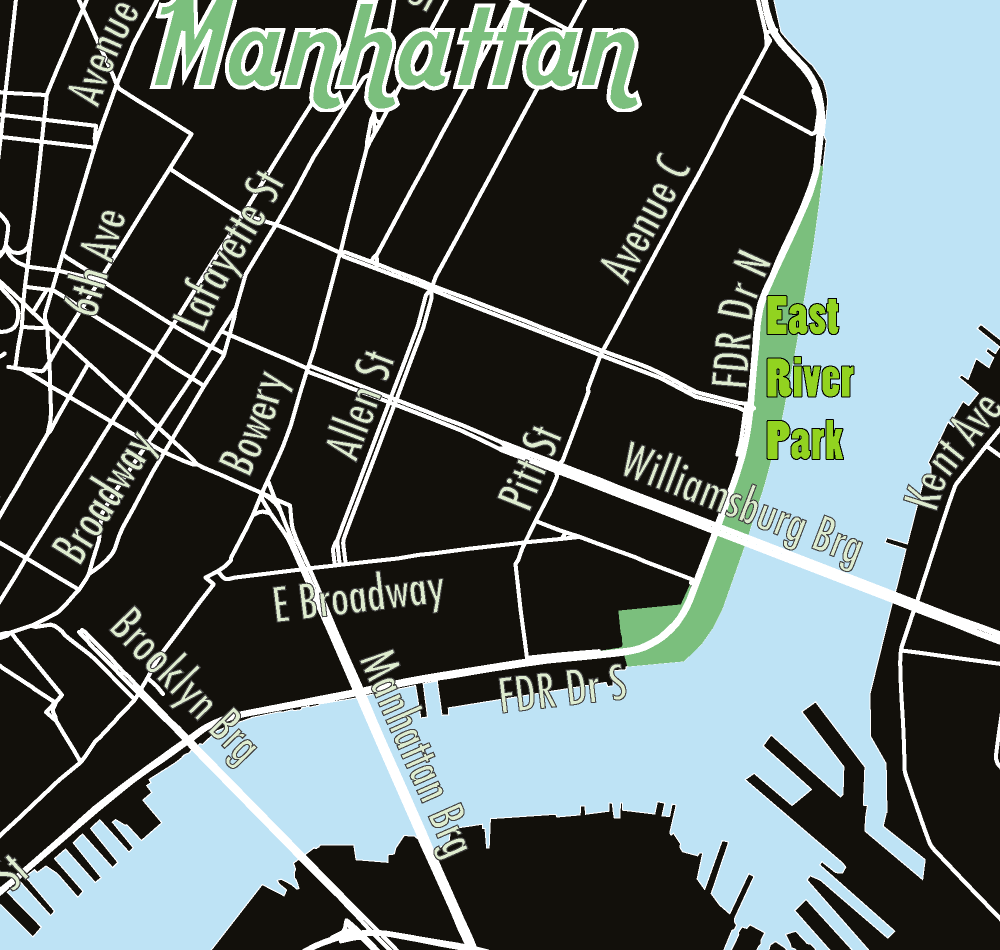 Manhattan
Avenue
Avenue C
Lafayette St
6th Ave
FDR Dr N
East
River
Park
Allen St
Bowery
Kent Ave
Broadway
Pitt St
Williamsburg Brg
E Broadway
Brooklyn Brg
Manhattan Brg
FDR Dr S
St